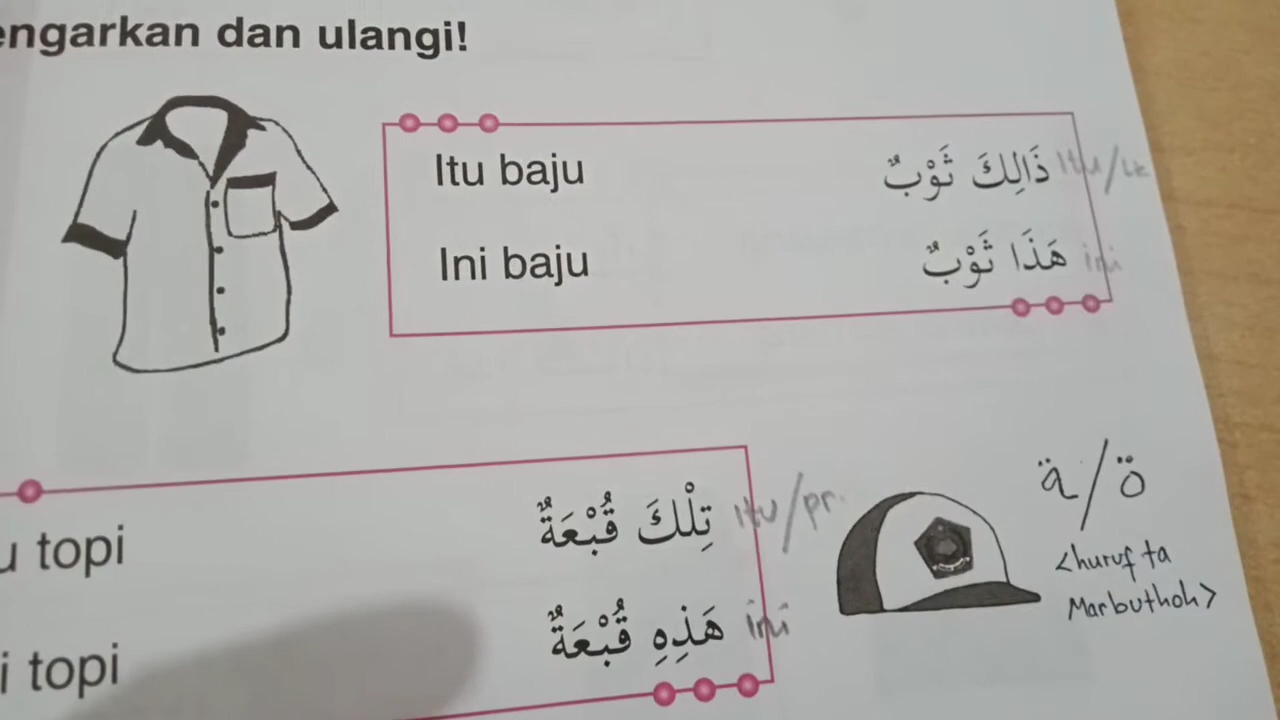 engarkan dan ulangi!
Itu baju ذَالِكَ ثَوْبٌ Itu/Lk
Ini baju هَذَا ثَوْبٌ ini
u topi تِلْكَ قُبْعَةٌ Itu/pr.
i topi هَذِهِ قُبْعَةٌ ini
ـة/ة
<huruf ta
Marbuthoh>